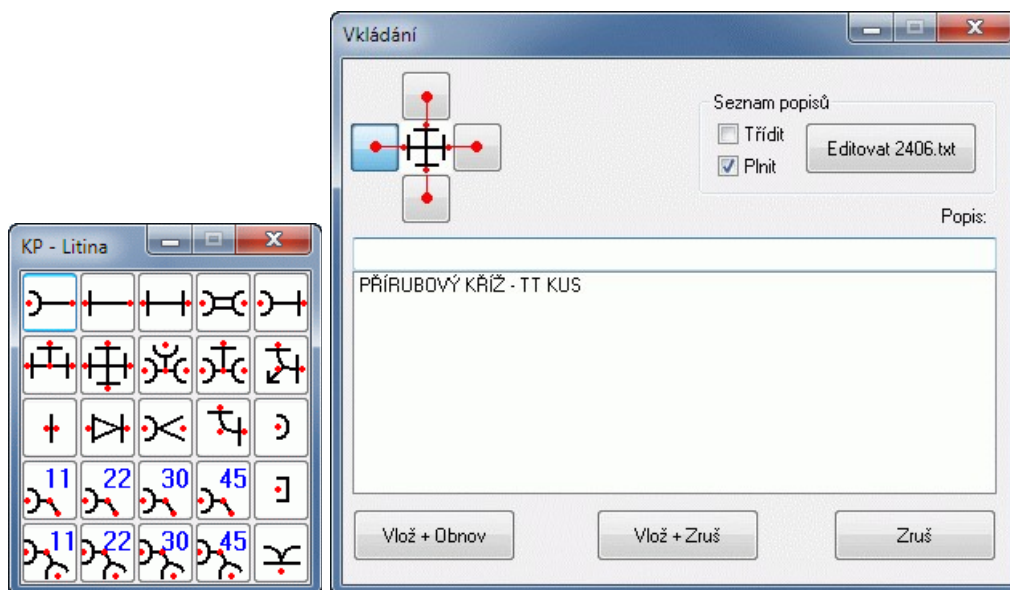 KP - Litina
11 22 30 45
11 22 30 45
Vkládání
Seznam popisů
Třídit
Plnit
Editovat 2406.txt
Popis:
PŘÍRUBOVÝ KŘÍŽ - TT KUS
Vlož + Obnov
Vlož + Zruš
Zruš